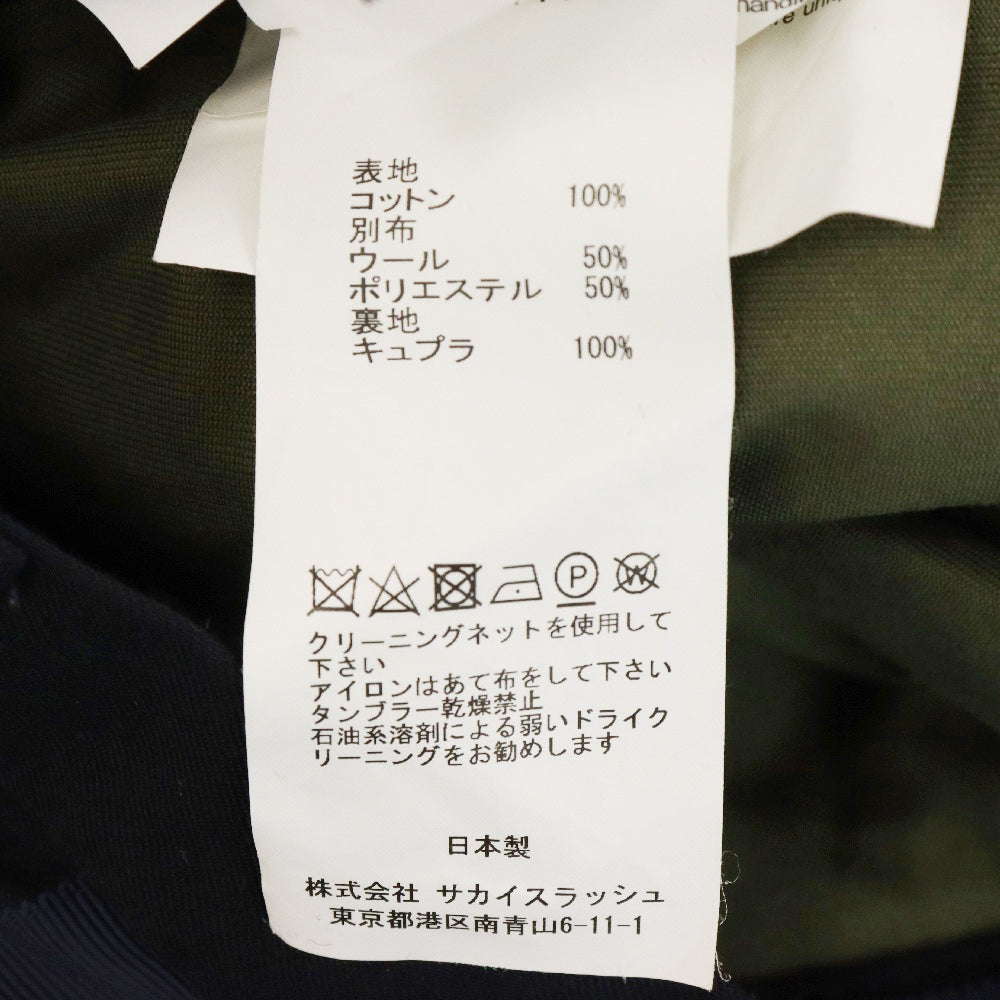 handl
re uni
表地
コットン 100%
別布
ウール 50%
ポリエステル 50%
裏地
キュプラ 100%
P W
クリーニングネットを使用して
下さい
アイロンはあて布をして下さい
タンブラー乾燥禁止
石油系溶剤による弱いドライク
リーニングをお勧めします
日本製
株式会社 サカイスラッシュ
東京都港区南青山6-11-1